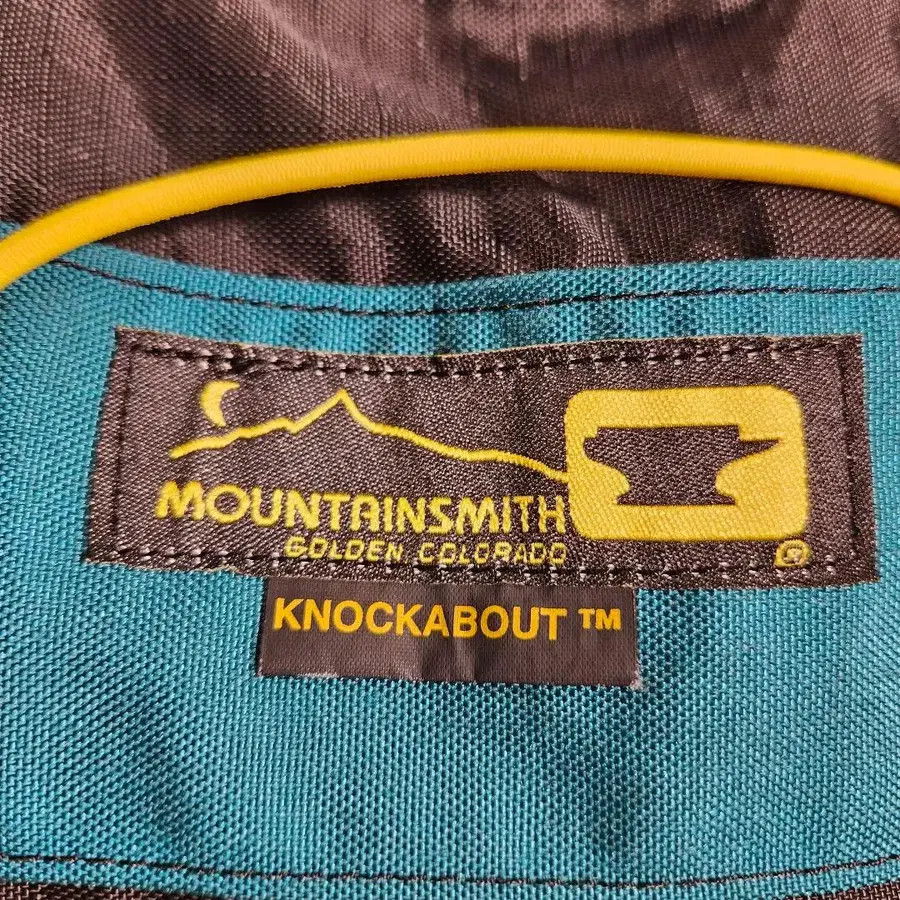 MOUNTAINSMITH
GOLDEN COLORADO
®
KNOCKABOUT ™